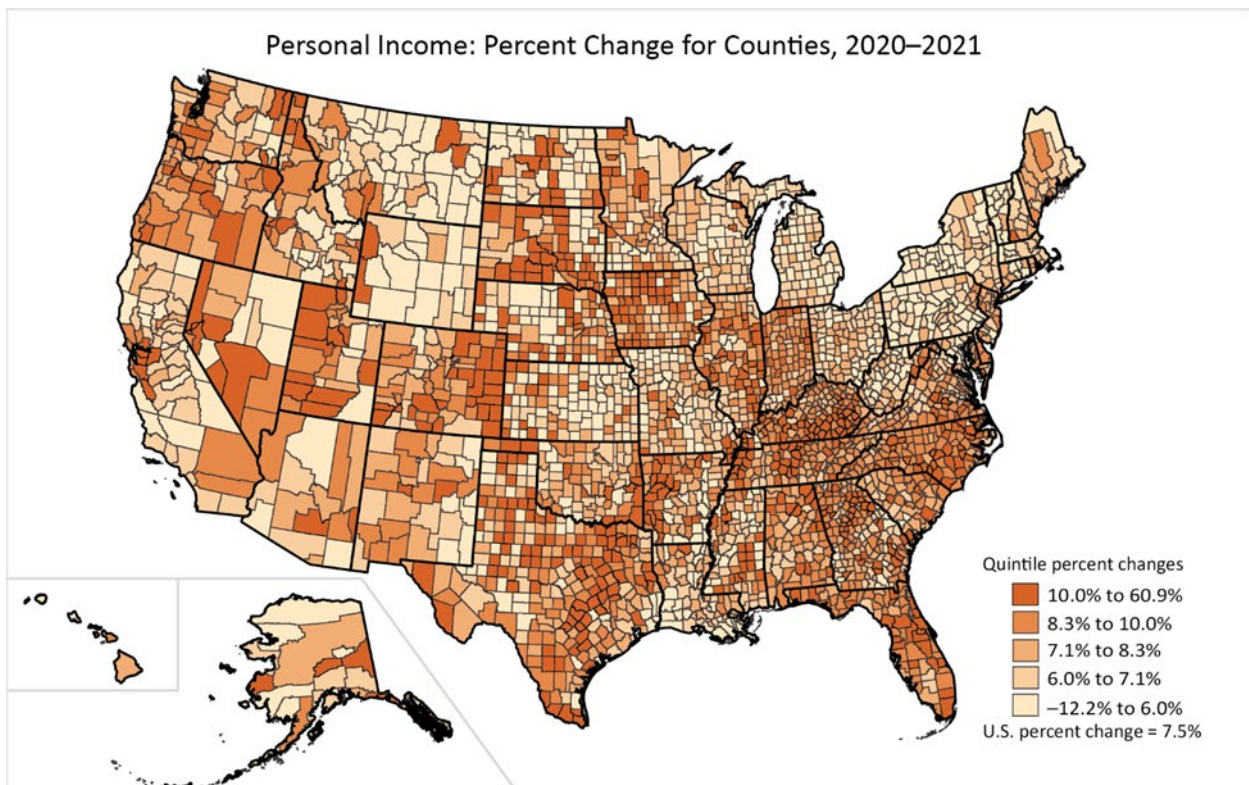 Personal Income: Percent Change for Counties, 2020–2021
Quintile percent changes
10.0% to 60.9%
8.3% to 10.0%
7.1% to 8.3%
6.0% to 7.1%
–12.2% to 6.0%
U.S. percent change = 7.5%